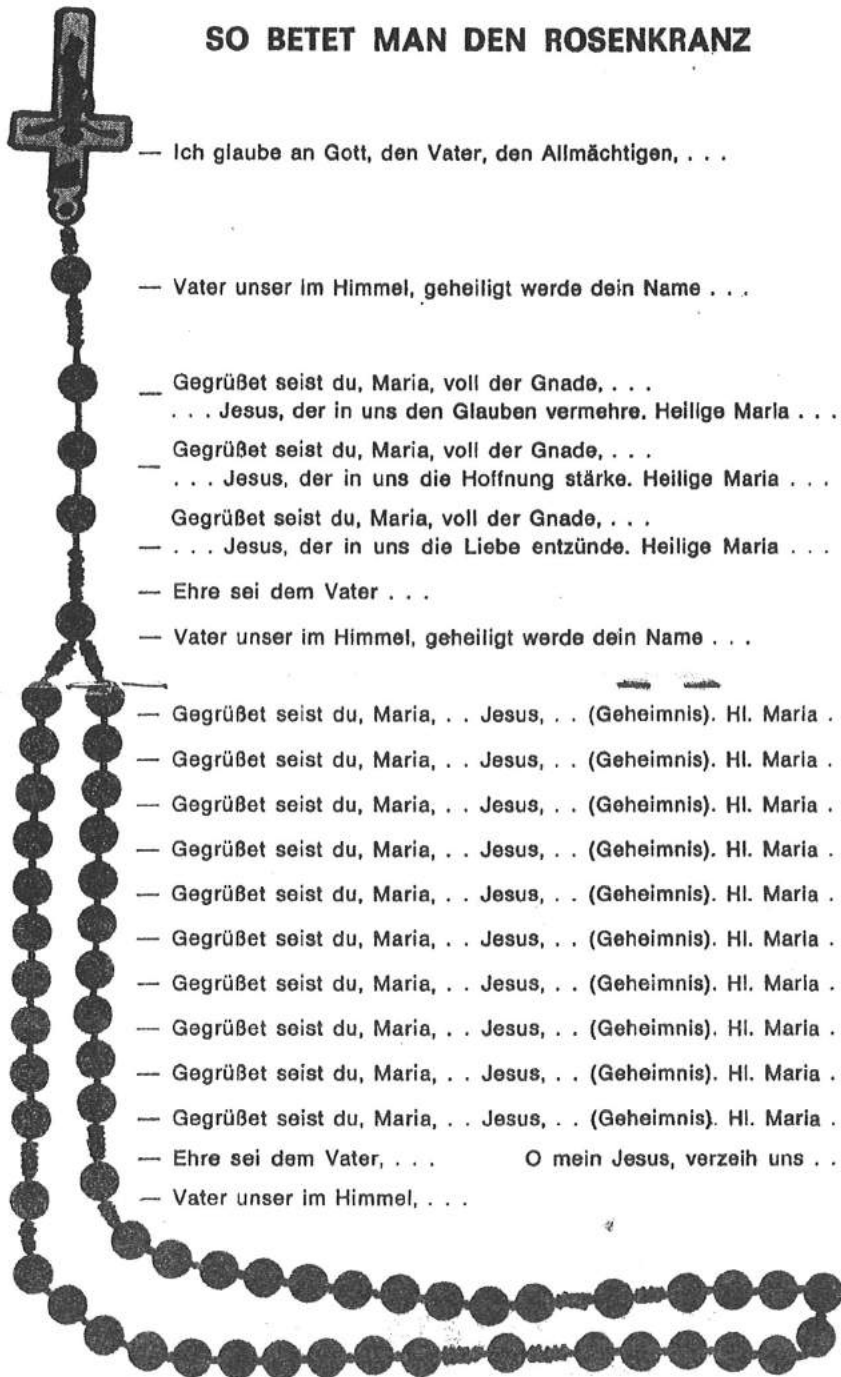 SO BETET MAN DEN ROSENKRANZ
— Ich glaube an Gott, den Vater, den Allmächtigen, . . .
— Vater unser im Himmel, geheiligt werde dein Name . . .
— Gegrüßet seist du, Maria, voll der Gnade, . . .
. . . Jesus, der in uns den Glauben vermehre. Heilige Maria . . .
— Gegrüßet seist du, Maria, voll der Gnade, . . .
. . . Jesus, der in uns die Hoffnung stärke. Heilige Maria . . .
Gegrüßet seist du, Maria, voll der Gnade, . . .
— . . . Jesus, der in uns die Liebe entzünde. Heilige Maria . . .
— Ehre sei dem Vater . . .
— Vater unser im Himmel, geheiligt werde dein Name . . .
— Gegrüßet seist du, Maria, . . Jesus, . . (Geheimnis). Hl. Maria .
— Gegrüßet seist du, Maria, . . Jesus, . . (Geheimnis). Hl. Maria .
— Gegrüßet seist du, Maria, . . Jesus, . . (Geheimnis). Hl. Maria .
— Gegrüßet seist du, Maria, . . Jesus, . . (Geheimnis). Hl. Maria .
— Gegrüßet seist du, Maria, . . Jesus, . . (Geheimnis). Hl. Maria .
— Gegrüßet seist du, Maria, . . Jesus, . . (Geheimnis). Hl. Maria .
— Gegrüßet seist du, Maria, . . Jesus, . . (Geheimnis). Hl. Maria .
— Gegrüßet seist du, Maria, . . Jesus, . . (Geheimnis). Hl. Maria .
— Gegrüßet seist du, Maria, . . Jesus, . . (Geheimnis). Hl. Maria .
— Gegrüßet seist du, Maria, . . Jesus, . . (Geheimnis). Hl. Maria .
— Ehre sei dem Vater, . . . O mein Jesus, verzeih uns . .
— Vater unser im Himmel, . . .